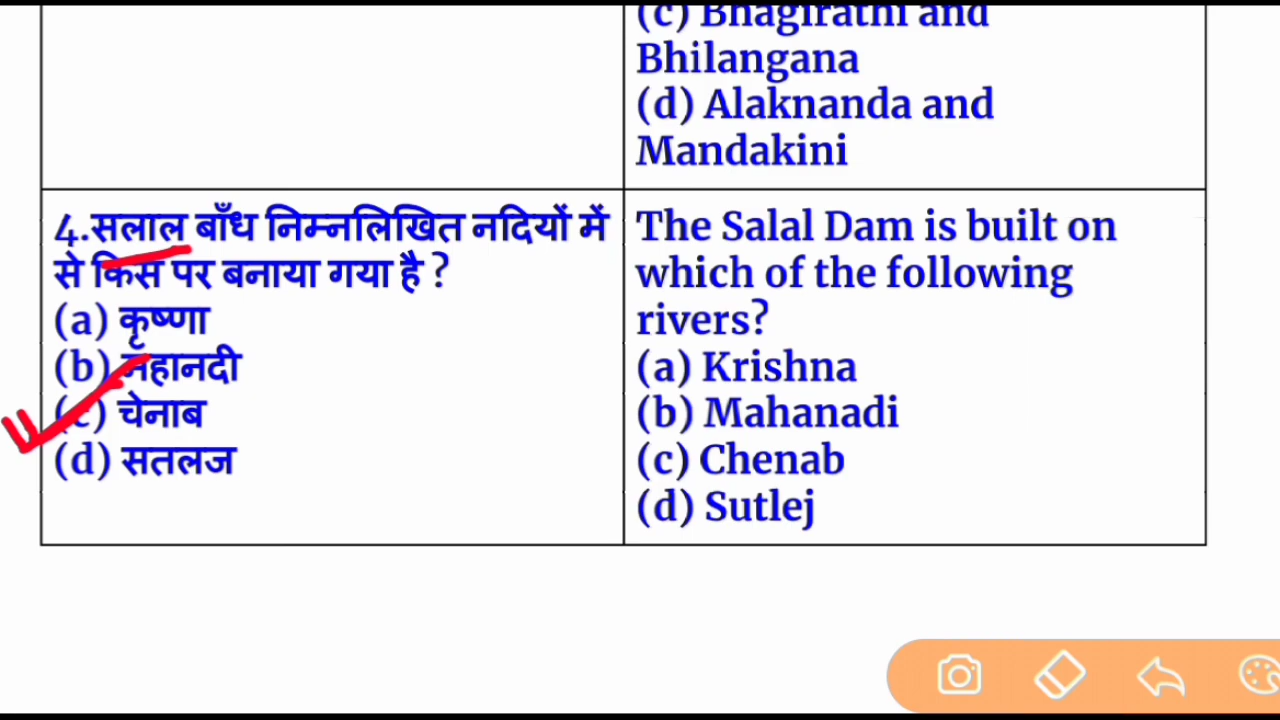 (c) Bhagirathi and
Bhilangana
(d) Alaknanda and
Mandakini
4.सलाल बाँध निम्नलिखित नदियों में
से किस पर बनाया गया है ?
(a) कृष्णा
(b) महानदी
(c) चेनाब
(d) सतलज
The Salal Dam is built on
which of the following
rivers?
(a) Krishna
(b) Mahanadi
(c) Chenab
(d) Sutlej